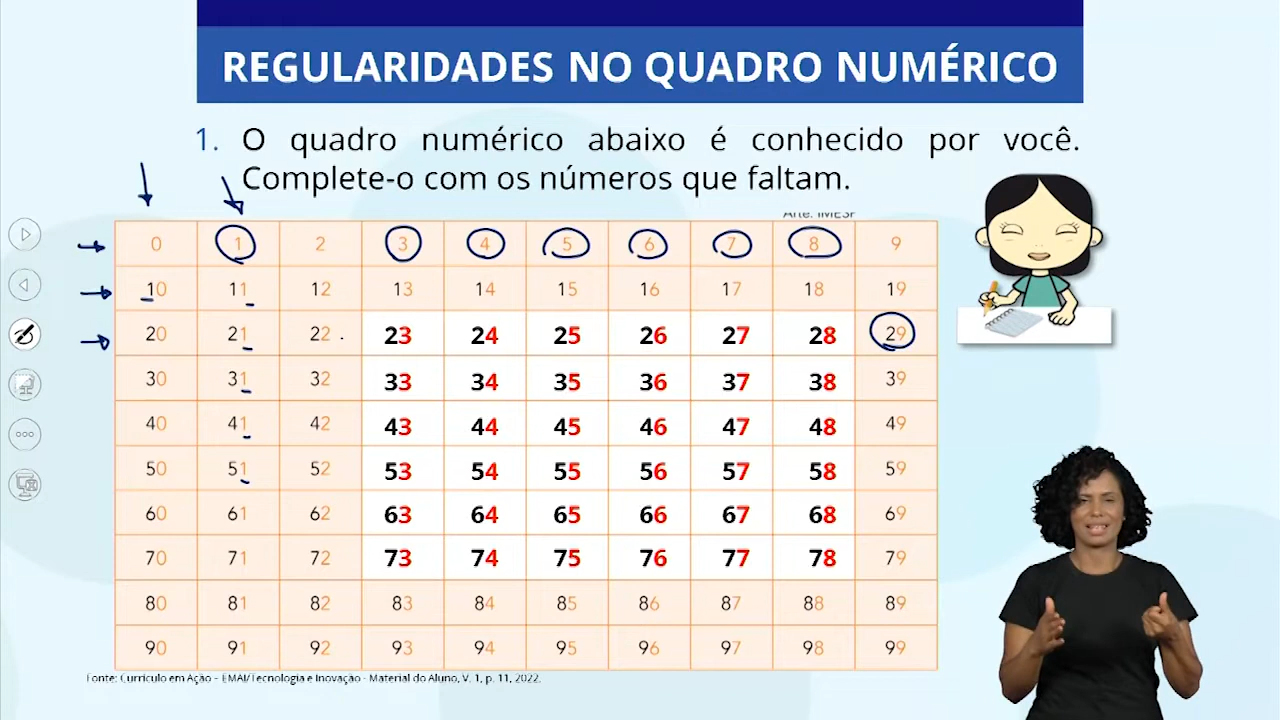 REGULARIDADES NO QUADRO NUMÉRICO
1. O quadro numérico abaixo é conhecido por você.
Complete-o com os números que faltam.
Arte: IMESP
0 1 2 3 4 5 6 7 8 9
10 11 12 13 14 15 16 17 18 19
20 21 22 23 24 25 26 27 28 29
30 31 32 33 34 35 36 37 38 39
40 41 42 43 44 45 46 47 48 49
50 51 52 53 54 55 56 57 58 59
60 61 62 63 64 65 66 67 68 69
70 71 72 73 74 75 76 77 78 79
80 81 82 83 84 85 86 87 88 89
90 91 92 93 94 95 96 97 98 99
Fonte: Currículo em Ação – EMAI/Tecnologia e Inovação - Material do Aluno, V. 1, p. 11, 2022.